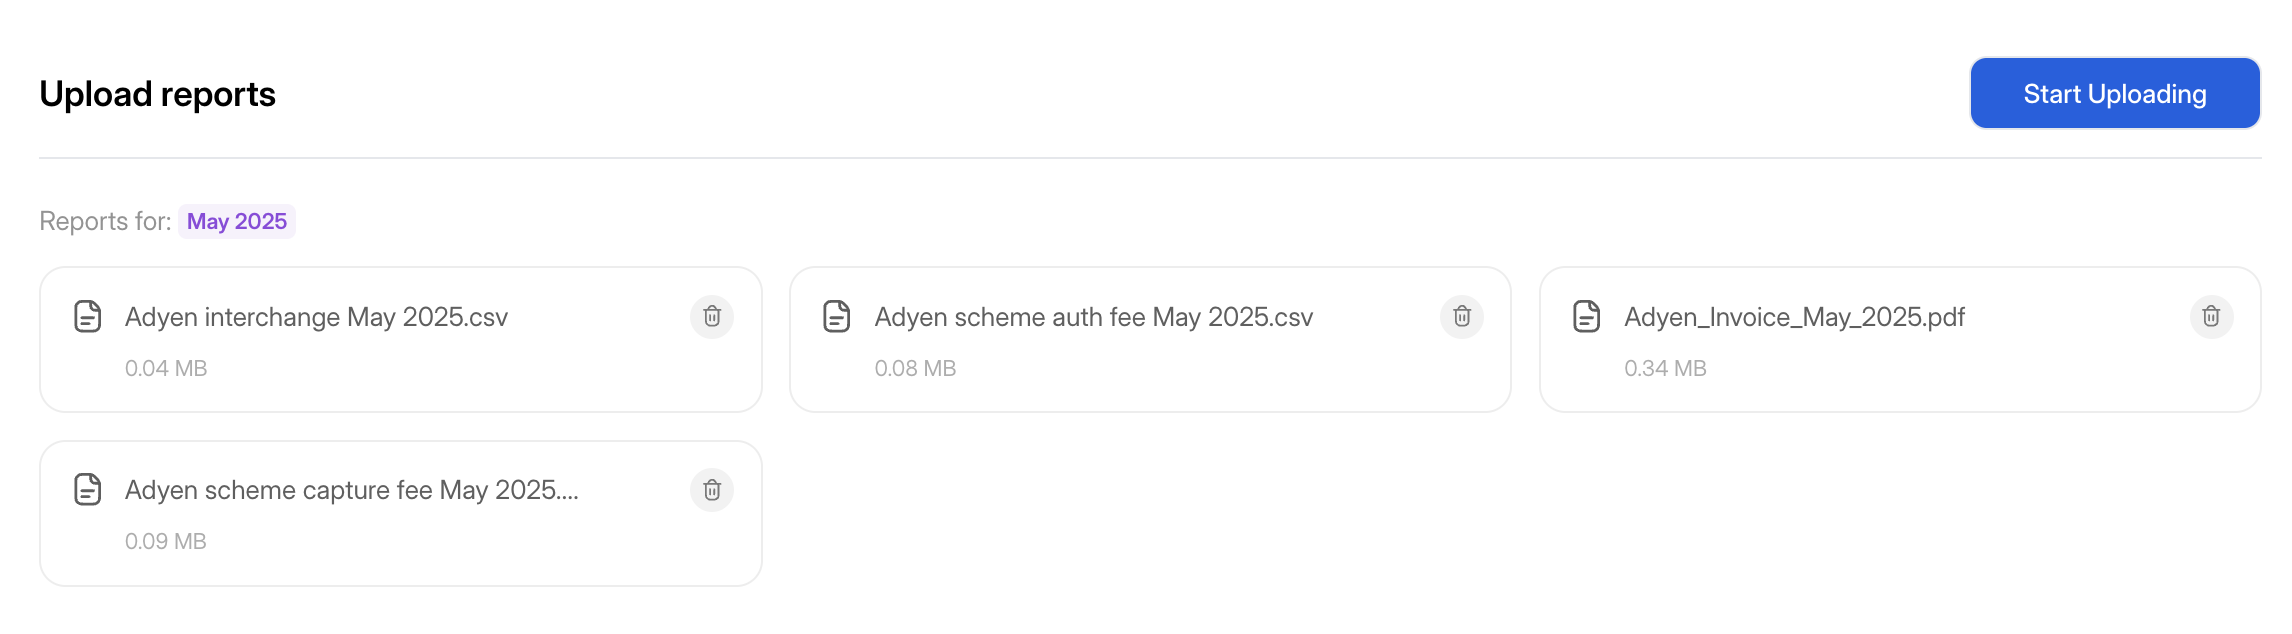 Upload reports
Start Uploading
Reports for: May 2025
Adyen interchange May 2025.csv
0.04 MB
Adyen scheme auth fee May 2025.csv
0.08 MB
Adyen_Invoice_May_2025.pdf
0.34 MB
Adyen scheme capture fee May 2025....
0.09 MB